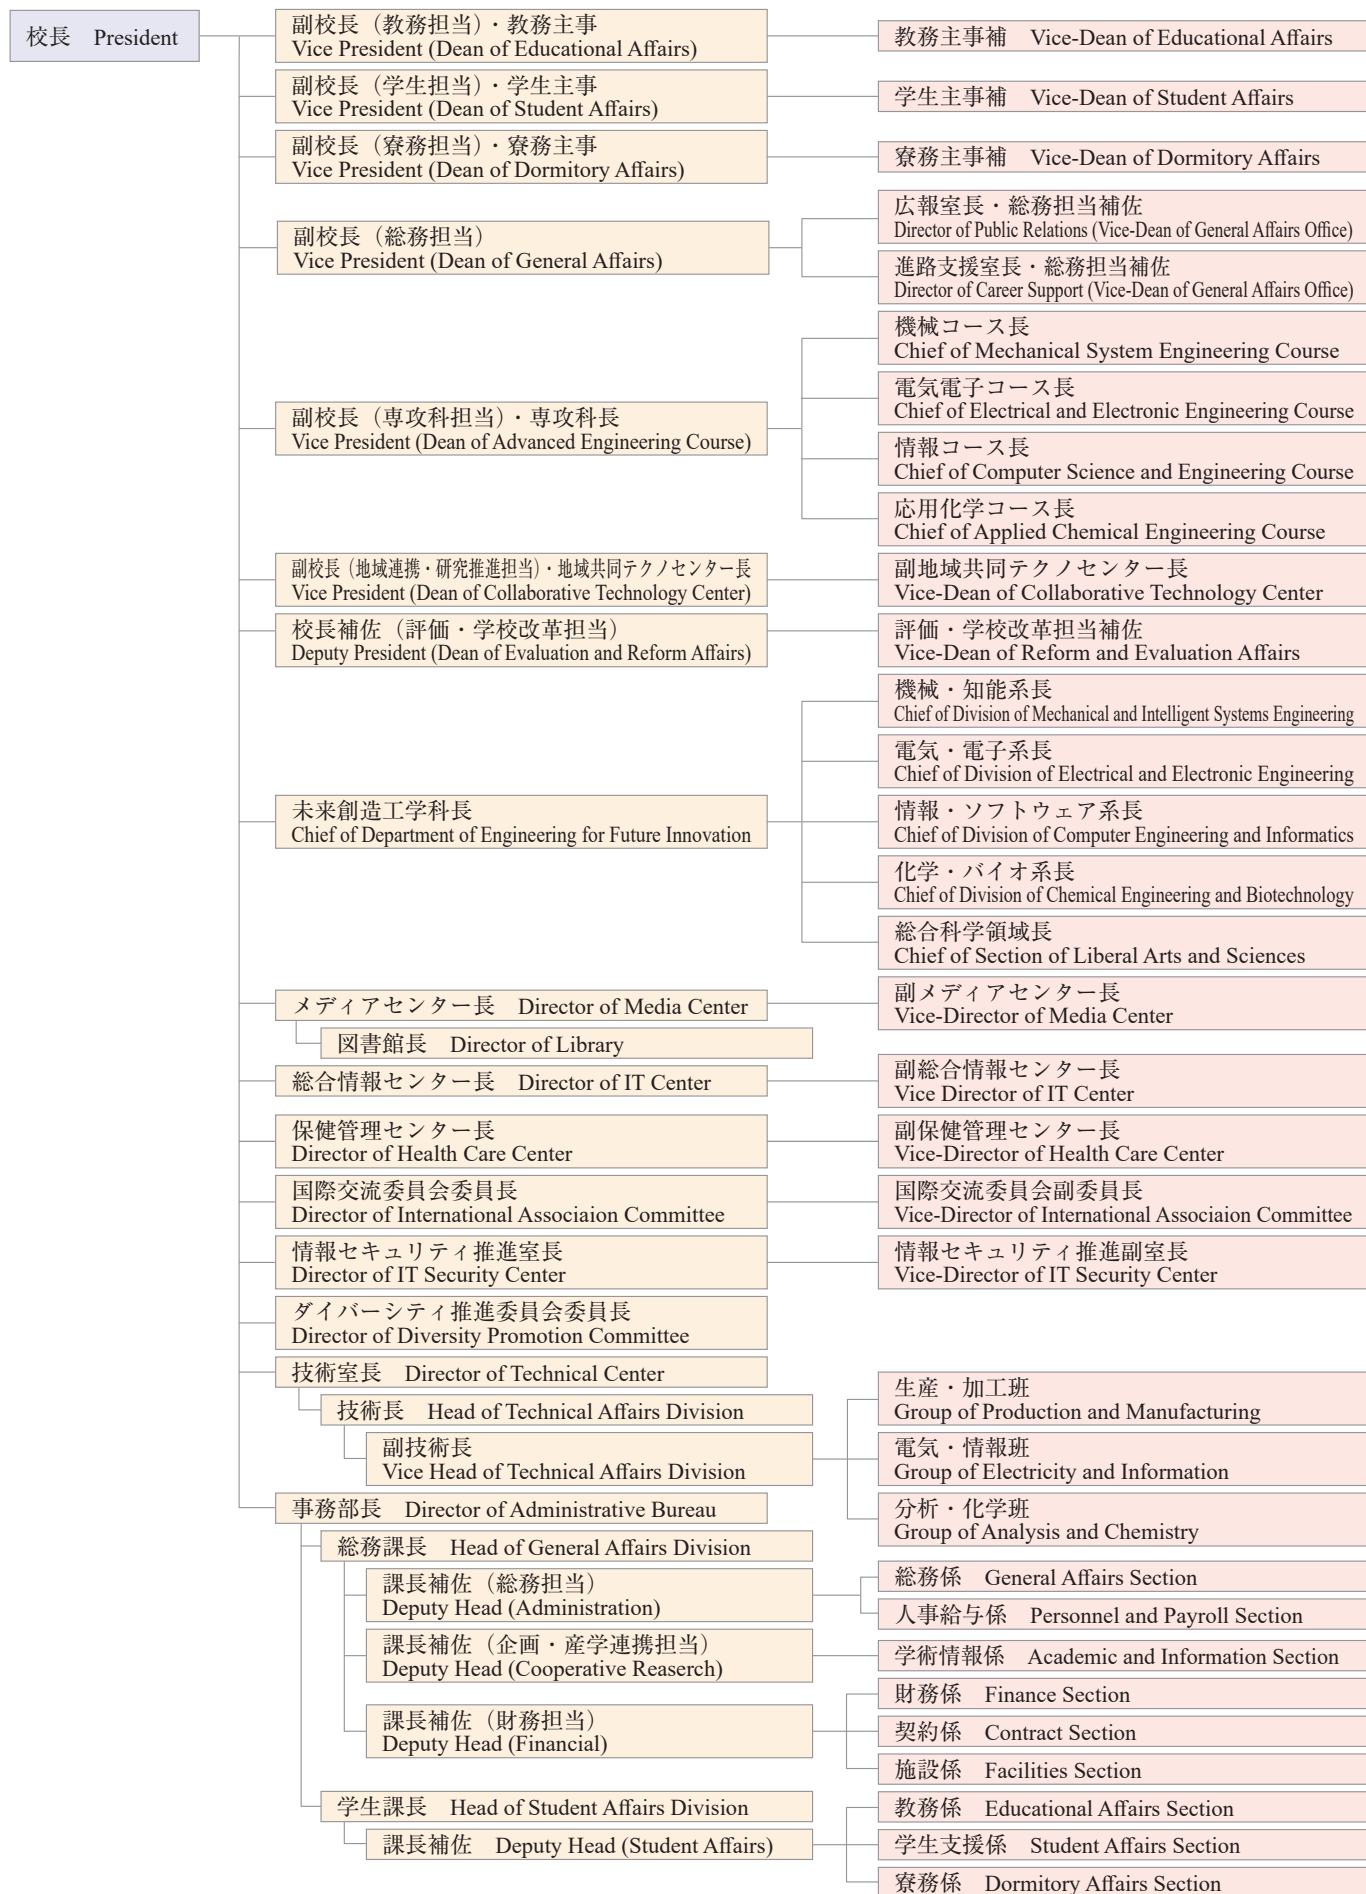 校長　President
副校長（教務担当）・教務主事
Vice President (Dean of Educational Affairs)
教務主事補　Vice-Dean of Educational Affairs
副校長（学生担当）・学生主事
Vice President (Dean of Student Affairs)
学生主事補　Vice-Dean of Student Affairs
副校長（寮務担当）・寮務主事
Vice President (Dean of Dormitory Affairs)
寮務主事補　Vice-Dean of Dormitory Affairs
副校長（総務担当）
Vice President (Dean of General Affairs)
広報室長・総務担当補佐
Director of Public Relations (Vice-Dean of General Affairs Office)
進路支援室長・総務担当補佐
Director of Career Support (Vice-Dean of General Affairs Office)
副校長（専攻科担当）・専攻科長
Vice President (Dean of Advanced Engineering Course)
機械コース長
Chief of Mechanical System Engineering Course
電気電子コース長
Chief of Electrical and Electronic Engineering Course
情報コース長
Chief of Computer Science and Engineering Course
応用化学コース長
Chief of Applied Chemical Engineering Course
副校長（地域連携・研究推進担当）・地域共同テクノセンター長
Vice President (Dean of Collaborative Technology Center)
副地域共同テクノセンター長
Vice-Dean of Collaborative Technology Center
校長補佐（評価・学校改革担当）
Deputy President (Dean of Evaluation and Reform Affairs)
評価・学校改革担当補佐
Vice-Dean of Reform and Evaluation Affairs
未来創造工学科長
Chief of Department of Engineering for Future Innovation
機械・知能系長
Chief of Division of Mechanical and Intelligent Systems Engineering
電気・電子系長
Chief of Division of Electrical and Electronic Engineering
情報・ソフトウェア系長
Chief of Division of Computer Engineering and Informatics
化学・バイオ系長
Chief of Division of Chemical Engineering and Biotechnology
総合科学領域長
Chief of Section of Liberal Arts and Sciences
メディアセンター長　Director of Media Center
副メディアセンター長
Vice-Director of Media Center
図書館長　Director of Library
総合情報センター長　Director of IT Center
副総合情報センター長
Vice Director of IT Center
保健管理センター長
Director of Health Care Center
副保健管理センター長
Vice-Director of Health Care Center
国際交流委員会委員長
Director of International Associaion Committee
国際交流委員会副委員長
Vice-Director of International Associaion Committee
情報セキュリティ推進室長
Director of IT Security Center
情報セキュリティ推進副室長
Vice-Director of IT Security Center
ダイバーシティ推進委員会委員長
Director of Diversity Promotion Committee
技術室長　Director of Technical Center
技術長　Head of Technical Affairs Division
副技術長
Vice Head of Technical Affairs Division
生産・加工班
Group of Production and Manufacturing
電気・情報班
Group of Electricity and Information
分析・化学班
Group of Analysis and Chemistry
事務部長　Director of Administrative Bureau
総務課長　Head of General Affairs Division
課長補佐（総務担当）
Deputy Head (Administration)
総務係　General Affairs Section
人事給与係　Personnel and Payroll Section
課長補佐（企画・産学連携担当）
Deputy Head (Cooperative Reaserch)
学術情報係　Academic and Information Section
課長補佐（財務担当）
Deputy Head (Financial)
財務係　Finance Section
契約係　Contract Section
施設係　Facilities Section
学生課長　Head of Student Affairs Division
課長補佐　Deputy Head (Student Affairs)
教務係　Educational Affairs Section
学生支援係　Student Affairs Section
寮務係　Dormitory Affairs Section